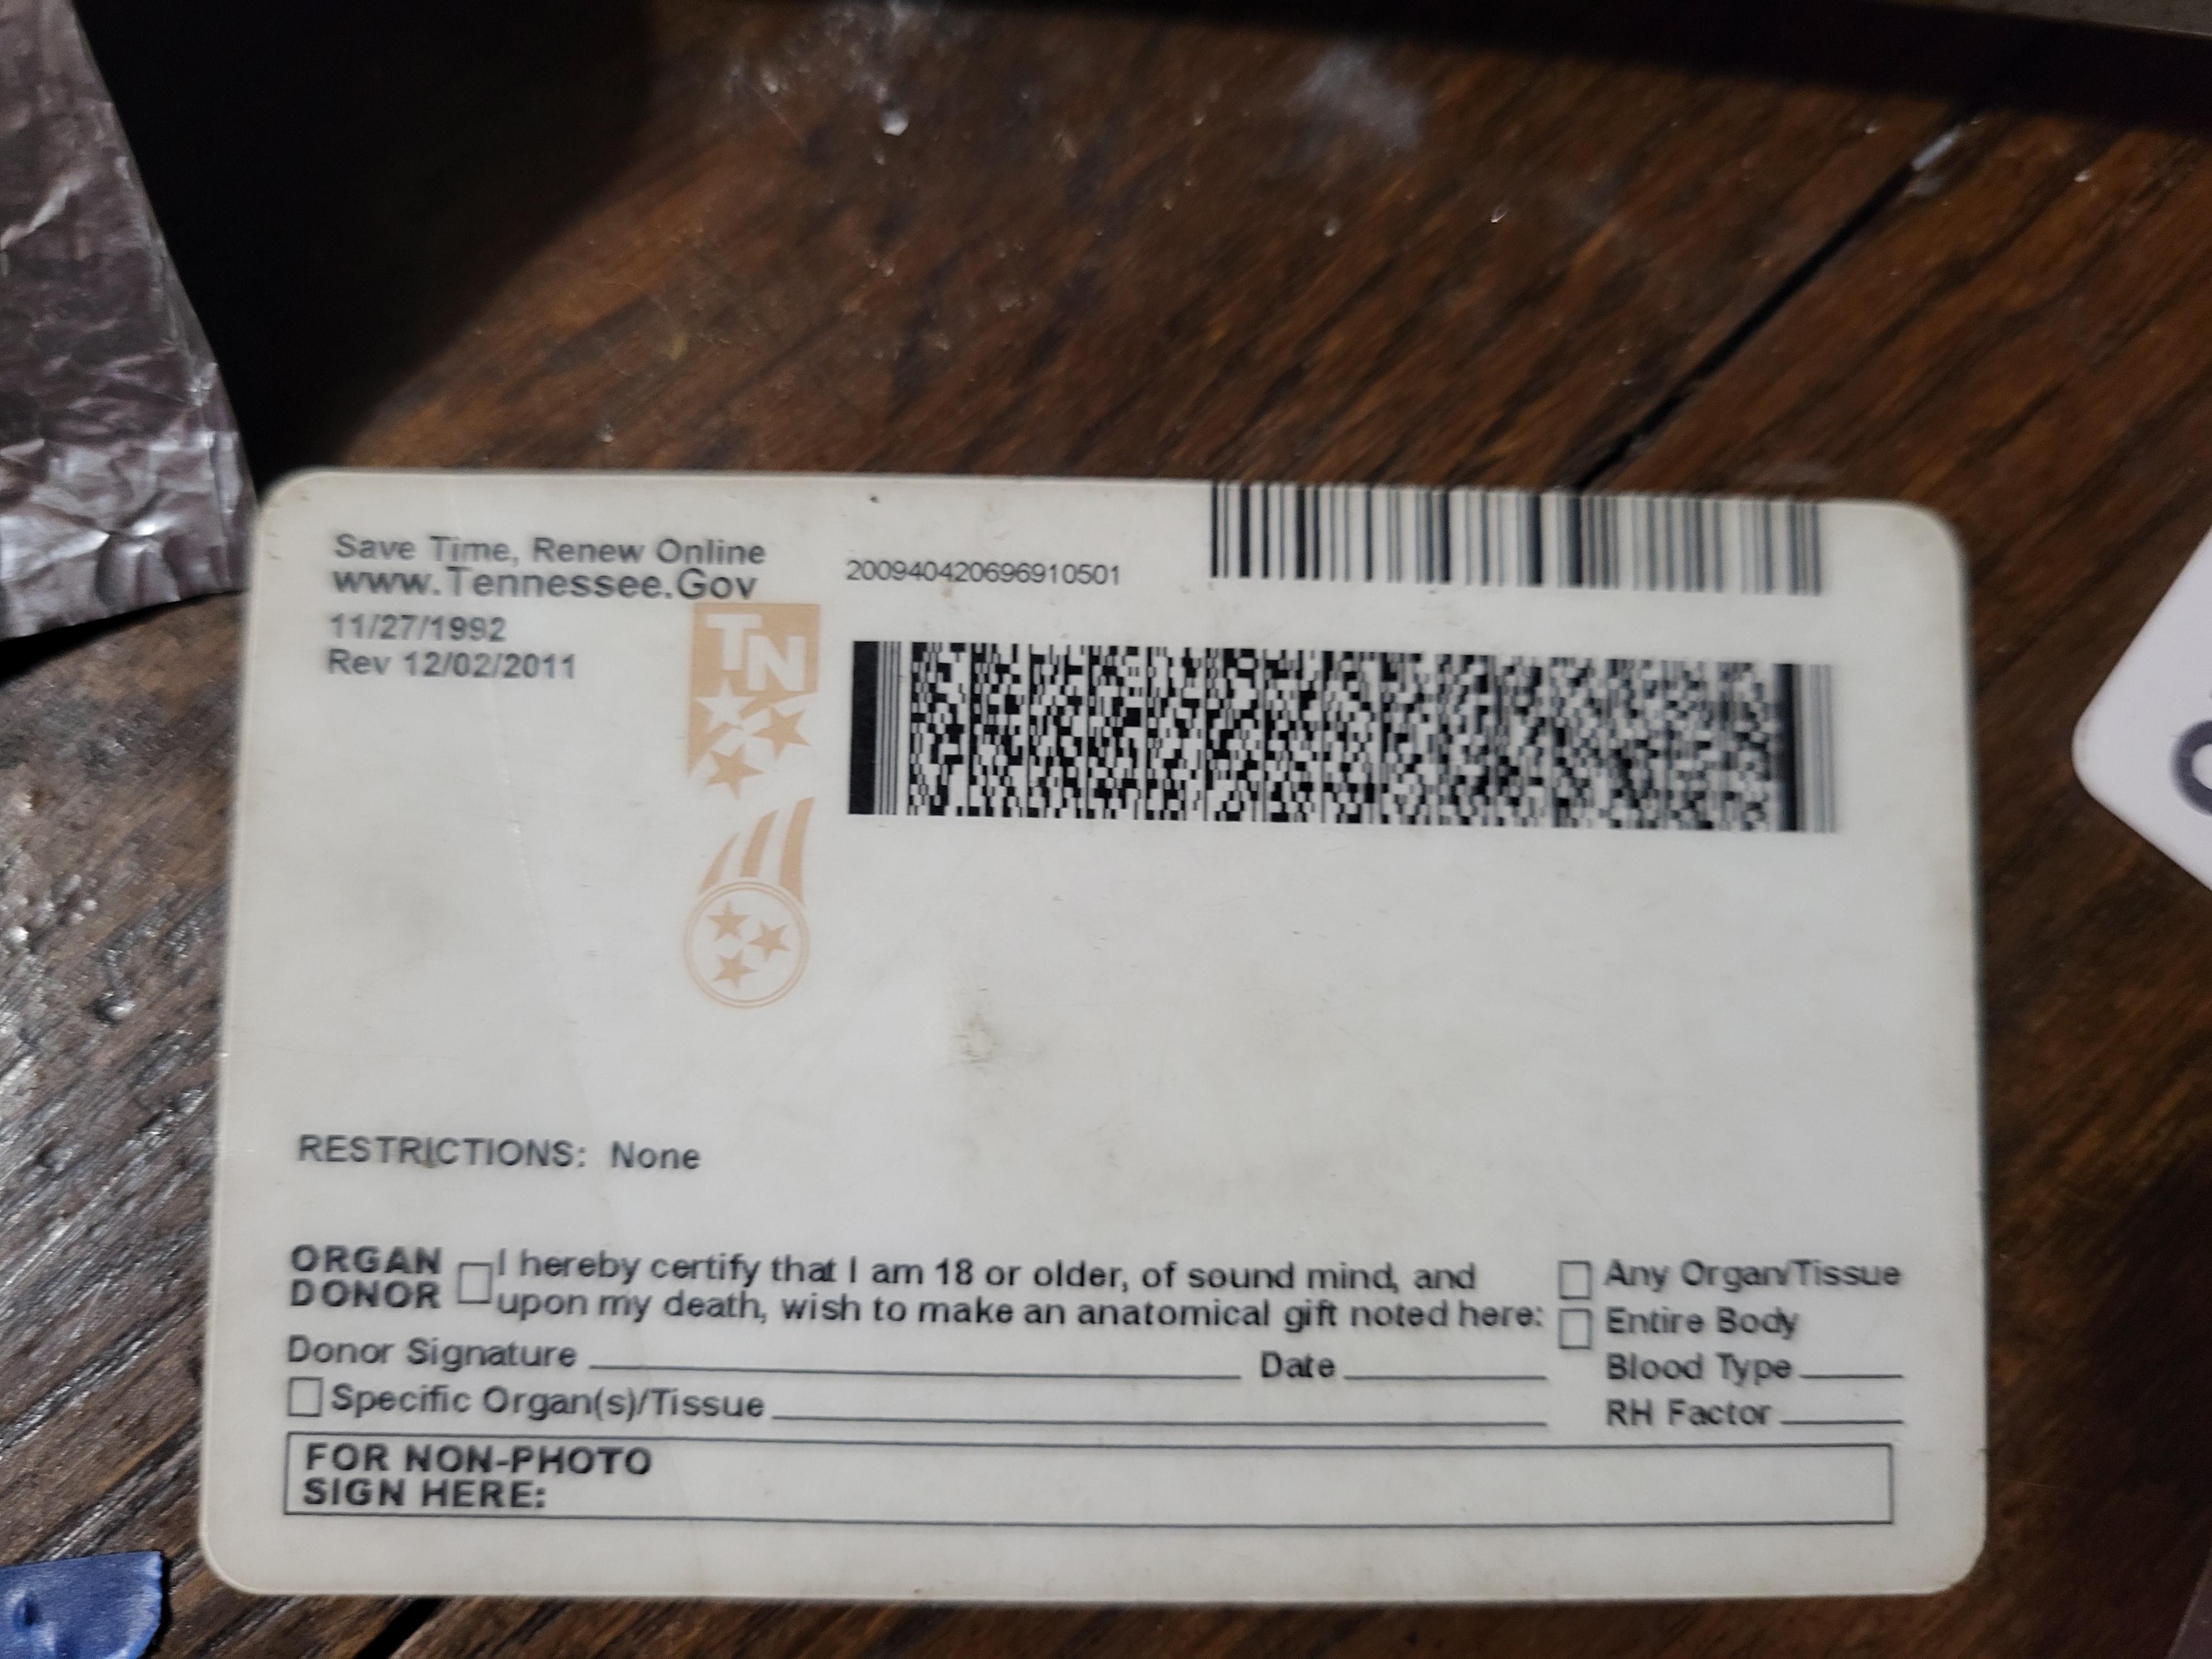 Save Time, Renew Online
www.Tennessee.Gov
11/27/1992
Rev 12/02/2011
200940420696910501
TN
RESTRICTIONS: None
ORGAN DONOR I hereby certify that I am 18 or older, of sound mind, and
upon my death, wish to make an anatomical gift noted here:
Any Organ/Tissue
Entire Body
Donor Signature Date Blood Type
Specific Organ(s)/Tissue RH Factor
FOR NON-PHOTO
SIGN HERE: